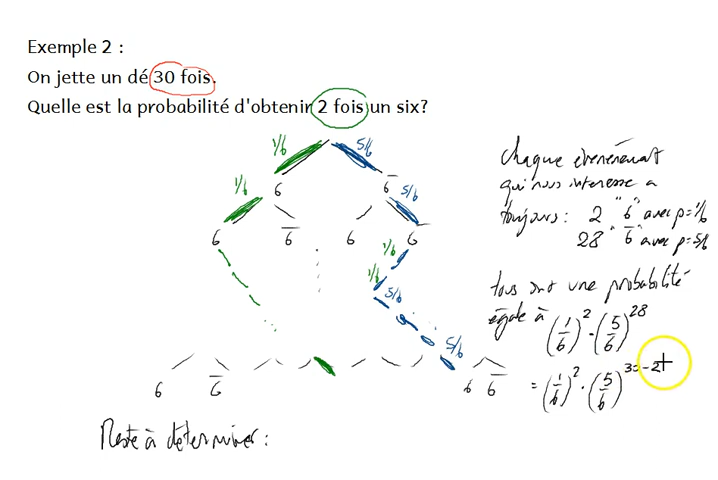 Exemple 2 :
On jette un dé 30 fois.
Quelle est la probabilité d'obtenir 2 fois un six?
1/6 5/6
1/6 6 6̅ 5/6
6 6̅ 6 6̅
1/6
1/6 5/6
5/6
6 6̅ 6 6̅
Reste à déterminer :
Chaque événement
qui nous interesse a
toujours : 2 "6" avec p=1/6
28 "6̅" avec p=5/6
tous ont une probabilité
égale à (1/6)² · (5/6)²⁸
= (1/6)² · (5/6)³⁰⁻²